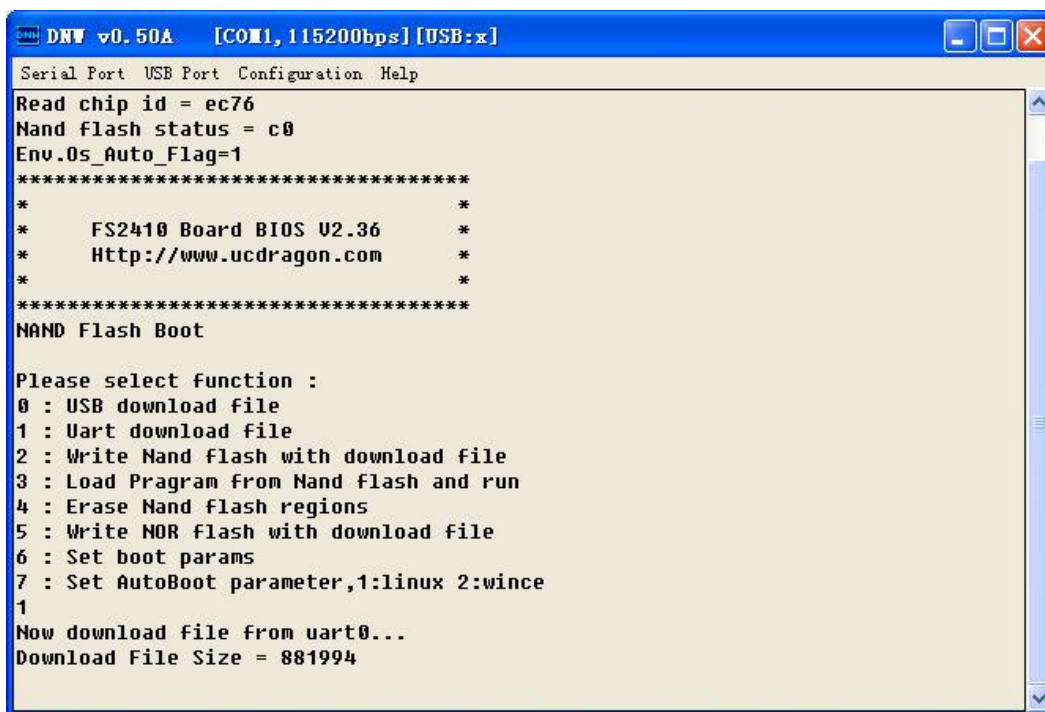 DNW v0.50A [COM1,115200bps][USB:x]
Serial Port USB Port Configuration Help
Read chip id = ec76
Nand flash status = c0
Env.Os_Auto_Flag=1
************************************
* *
* FS2410 Board BIOS V2.36 *
* Http://www.ucdragon.com *
* *
************************************
NAND Flash Boot
Please select function :
0 : USB download file
1 : Uart download file
2 : Write Nand flash with download file
3 : Load Pragram from Nand flash and run
4 : Erase Nand flash regions
5 : Write NOR flash with download file
6 : Set boot params
7 : Set AutoBoot parameter,1:linux 2:wince
1
Now download file from uart0...
Download File Size = 881994